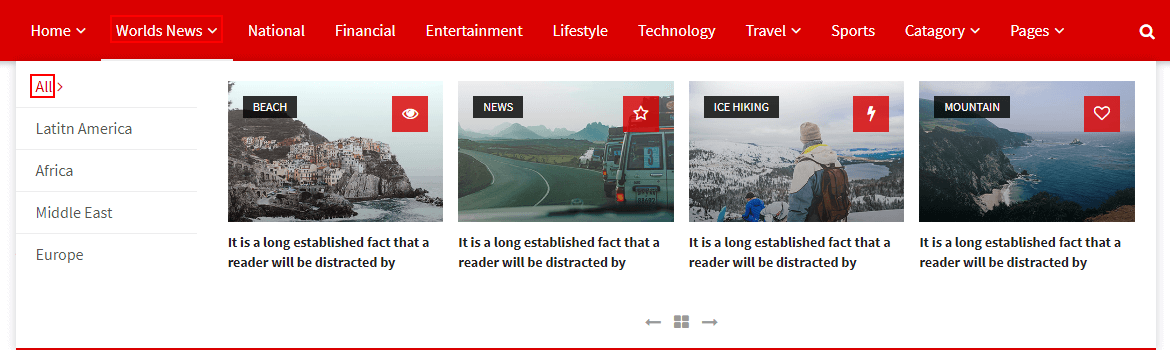 Home Worlds News National Financial Entertainment Lifestyle Technology Travel Sports Catagory Pages
All
Latitn America
Africa
Middle East
Europe
BEACH NEWS ICE HIKING MOUNTAIN
It is a long established fact that a
reader will be distracted by
It is a long established fact that a
reader will be distracted by
It is a long established fact that a
reader will be distracted by
It is a long established fact that a
reader will be distracted by